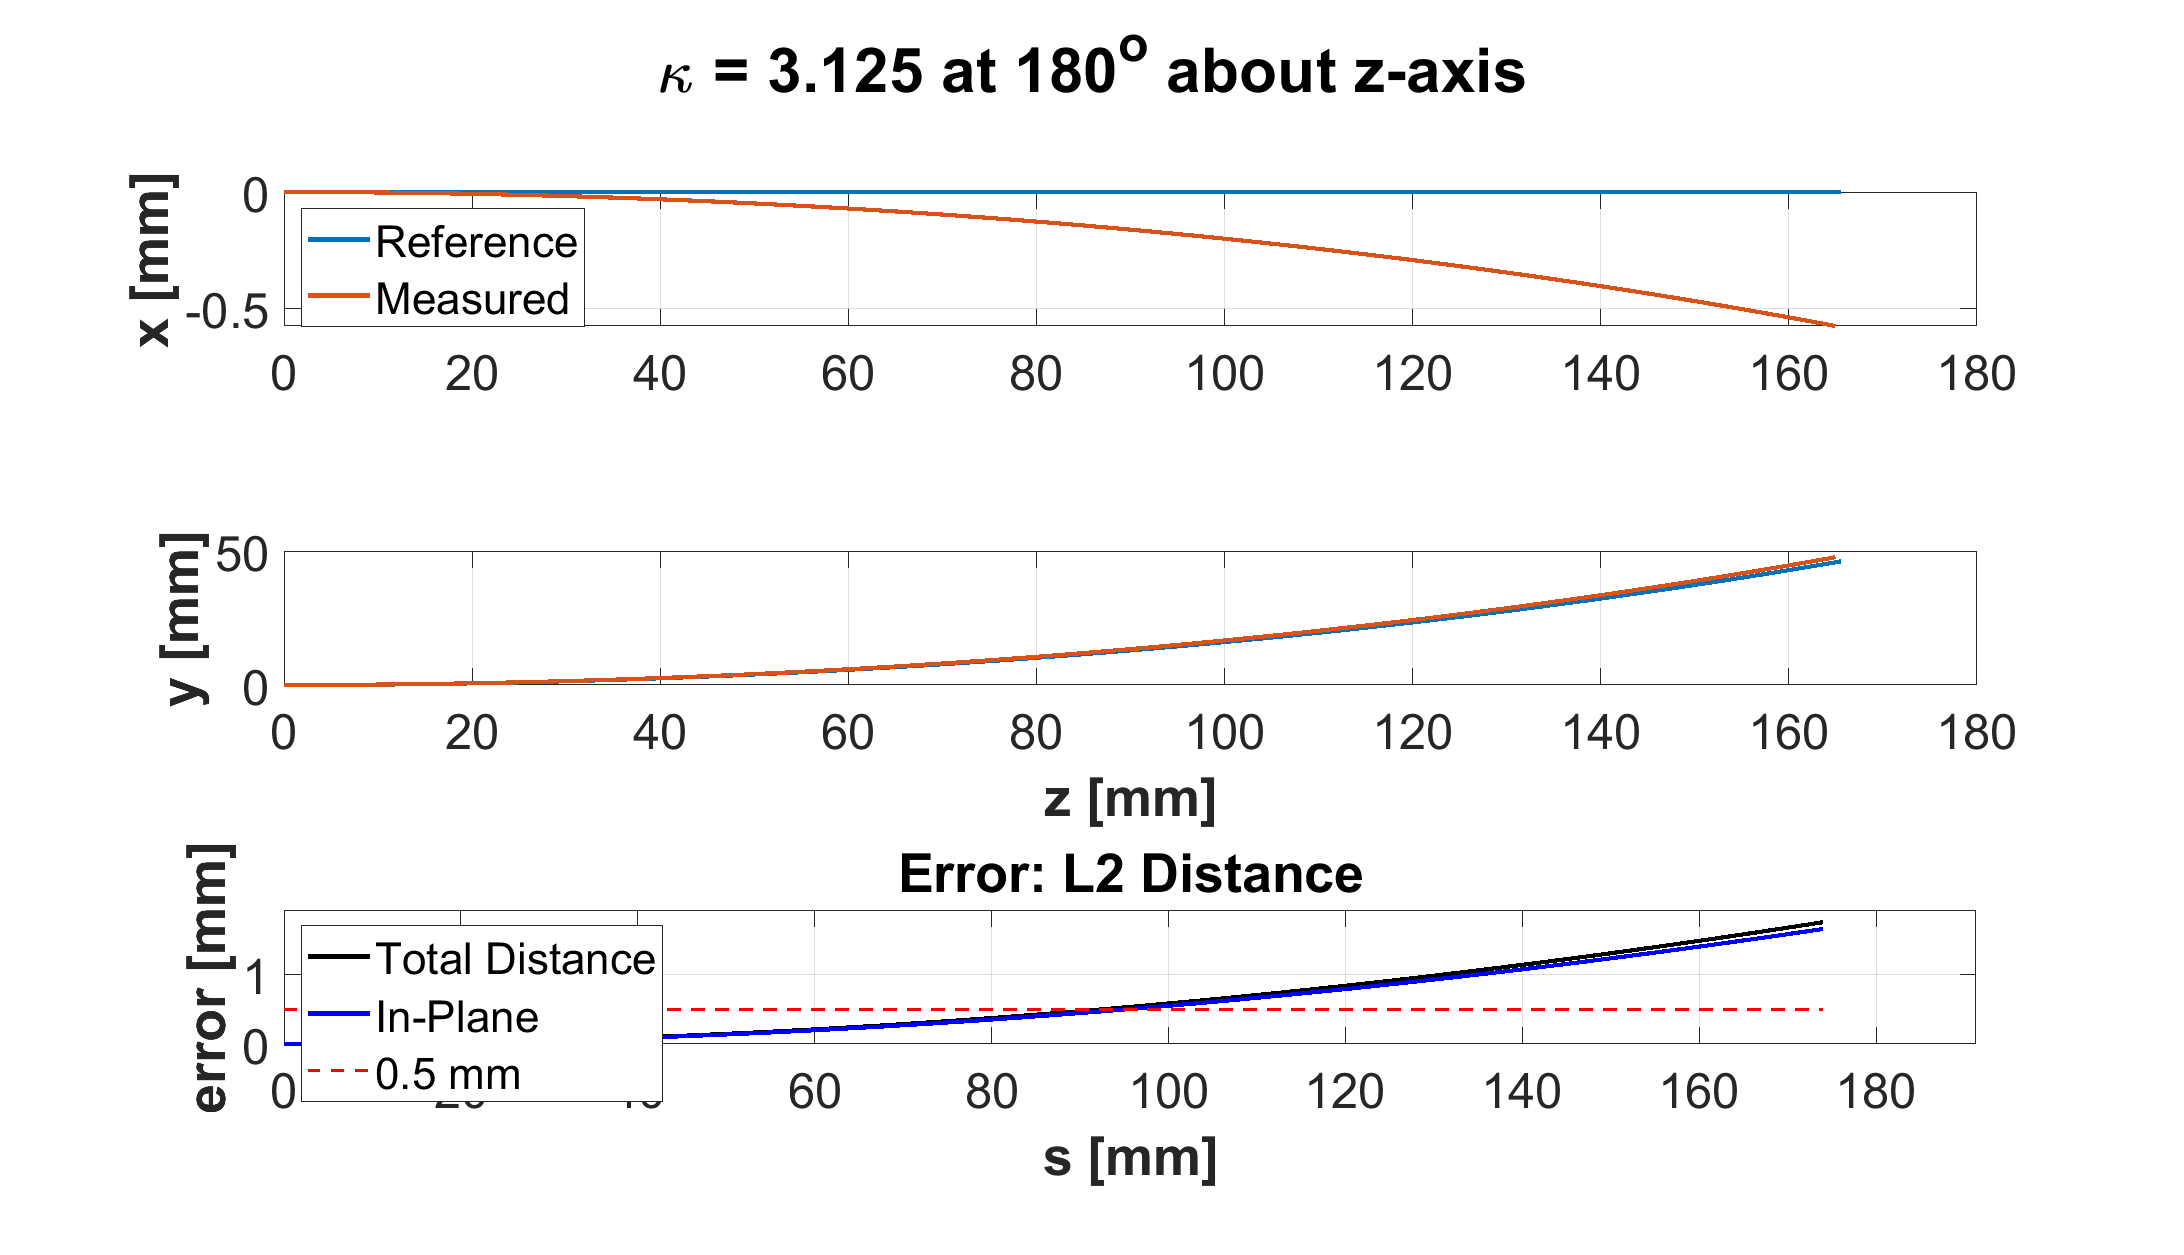 κ = 3.125 at 180° about z-axis
x [mm]
0
-0.5
Reference
Measured
0 20 40 60 80 100 120 140 160 180
y [mm]
50
0
0 20 40 60 80 100 120 140 160 180
z [mm]
Error: L2 Distance
error [mm]
1
0
Total Distance
In-Plane
0.5 mm
0 20 40 60 80 100 120 140 160 180
s [mm]